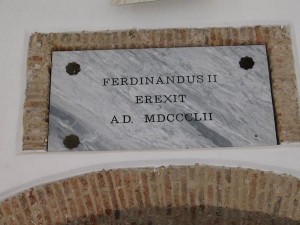 FERDINANDUS II
EREXIT
A.D. MDCCCLII